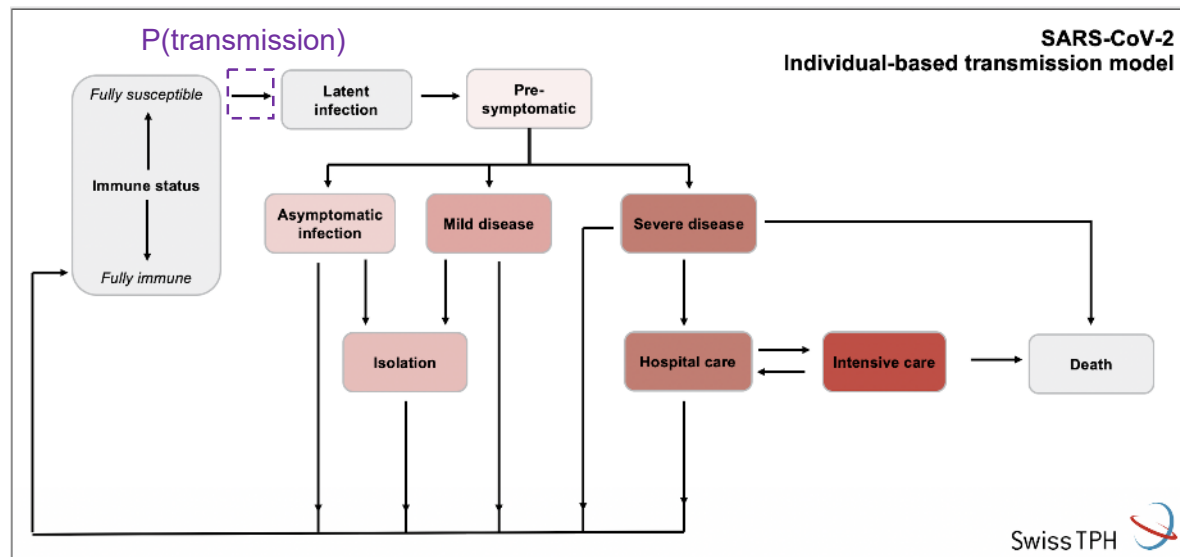 P(transmission)
SARS-CoV-2
Individual-based transmission model
Fully susceptible
Latent
infection
Pre-
symptomatic
Immune status
Asymptomatic
infection
Mild disease
Severe disease
Fully immune
Isolation
Hospital care
Intensive care
Death
Swiss TPH